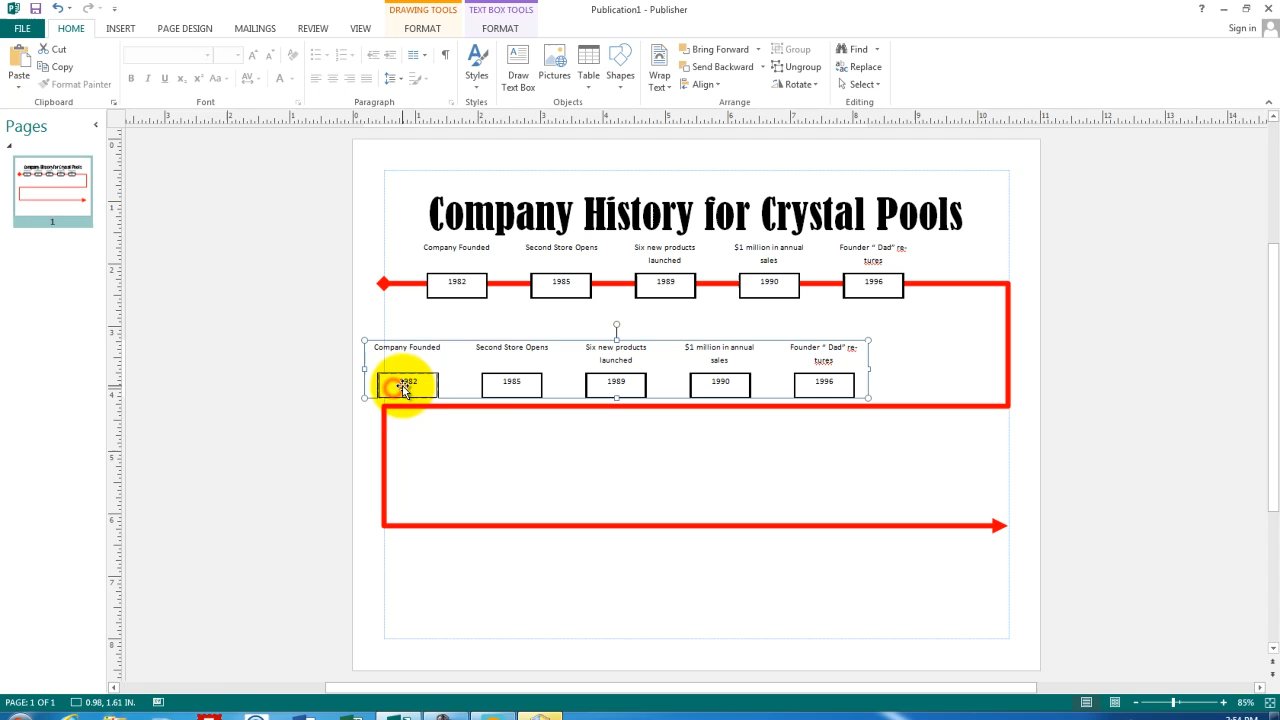 DRAWING TOOLS
TEXT BOX TOOLS
Publication1 - Publisher
?
FILE
HOME
INSERT
PAGE DESIGN
MAILINGS
REVIEW
VIEW
FORMAT
FORMAT
Sign in
Paste
Cut
Copy
Format Painter
Clipboard
Font
Paragraph
Styles
Styles
Draw
Text Box
Pictures
Table
Shapes
Objects
Wrap
Text
Bring Forward
Send Backward
Align
Group
Ungroup
Rotate
Arrange
Find
Replace
Select
Editing
Pages
1
Company History for Crystal Pools
Company Founded
Second Store Opens
Six new products
launched
$1 million in annual
sales
Founder “ Dad” re-
tures
1982
1985
1989
1990
1996
Company Founded
Second Store Opens
Six new products
launched
$1 million in annual
sales
Founder “ Dad” re-
tures
1982
1985
1989
1990
1996
PAGE: 1 OF 1
0.98, 1.61 IN.
85%
2:54 PM